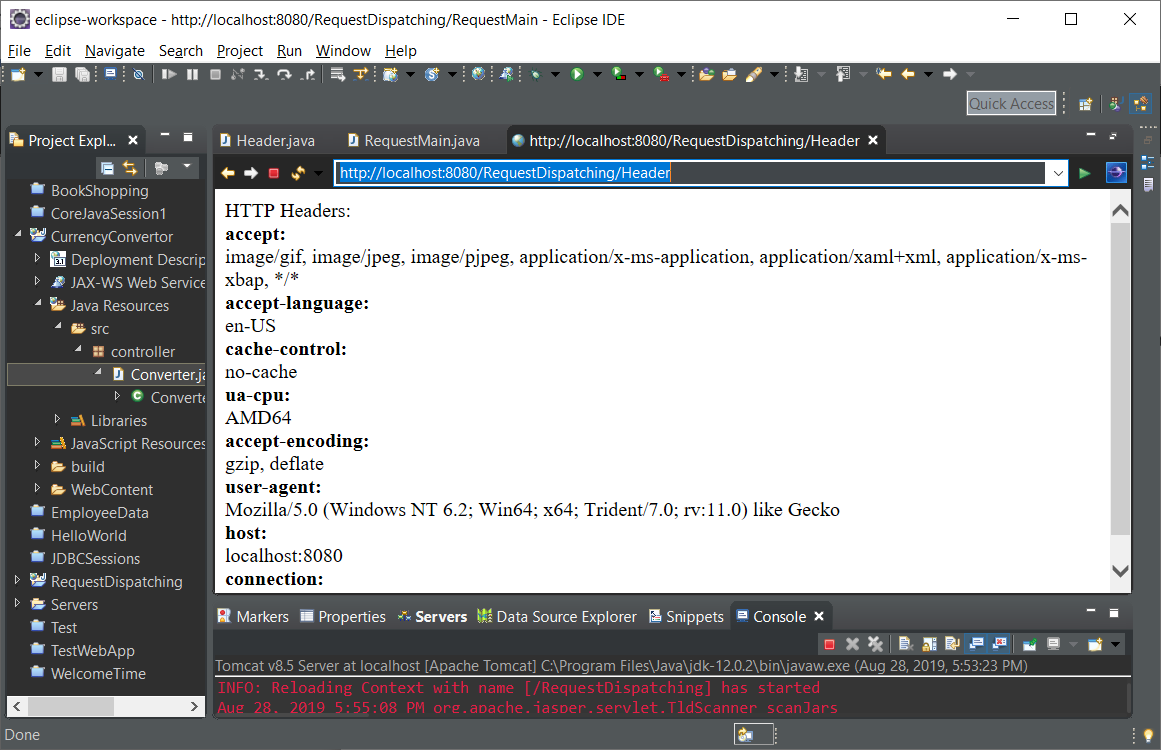 eclipse-workspace - http://localhost:8080/RequestDispatching/RequestMain - Eclipse IDE
File Edit Navigate Search Project Run Window Help
Quick Access
Project Expl...
Header.java RequestMain.java http://localhost:8080/RequestDispatching/Header
http://localhost:8080/RequestDispatching/Header
BookShopping
CoreJavaSession1
CurrencyConvertor
Deployment Descrip
JAX-WS Web Service
Java Resources
src
controller
Converter.ja
Converte
Libraries
JavaScript Resources
build
WebContent
EmployeeData
HelloWorld
JDBCSessions
RequestDispatching
Servers
Test
TestWebApp
WelcomeTime
HTTP Headers:
accept:
image/gif, image/jpeg, image/pjpeg, application/x-ms-application, application/xaml+xml, application/x-ms-
xbap, */*
accept-language:
en-US
cache-control:
no-cache
ua-cpu:
AMD64
accept-encoding:
gzip, deflate
user-agent:
Mozilla/5.0 (Windows NT 6.2; Win64; x64; Trident/7.0; rv:11.0) like Gecko
host:
localhost:8080
connection:
Markers Properties Servers Data Source Explorer Snippets Console
Tomcat v8.5 Server at localhost [Apache Tomcat] C:\Program Files\Java\jdk-12.0.2\bin\javaw.exe (Aug 28, 2019, 5:53:23 PM)
INFO: Reloading Context with name [/RequestDispatching] has started
Aug 28, 2019 5:55:08 PM org.apache.jasper.servlet.TldScanner scanJars
Done